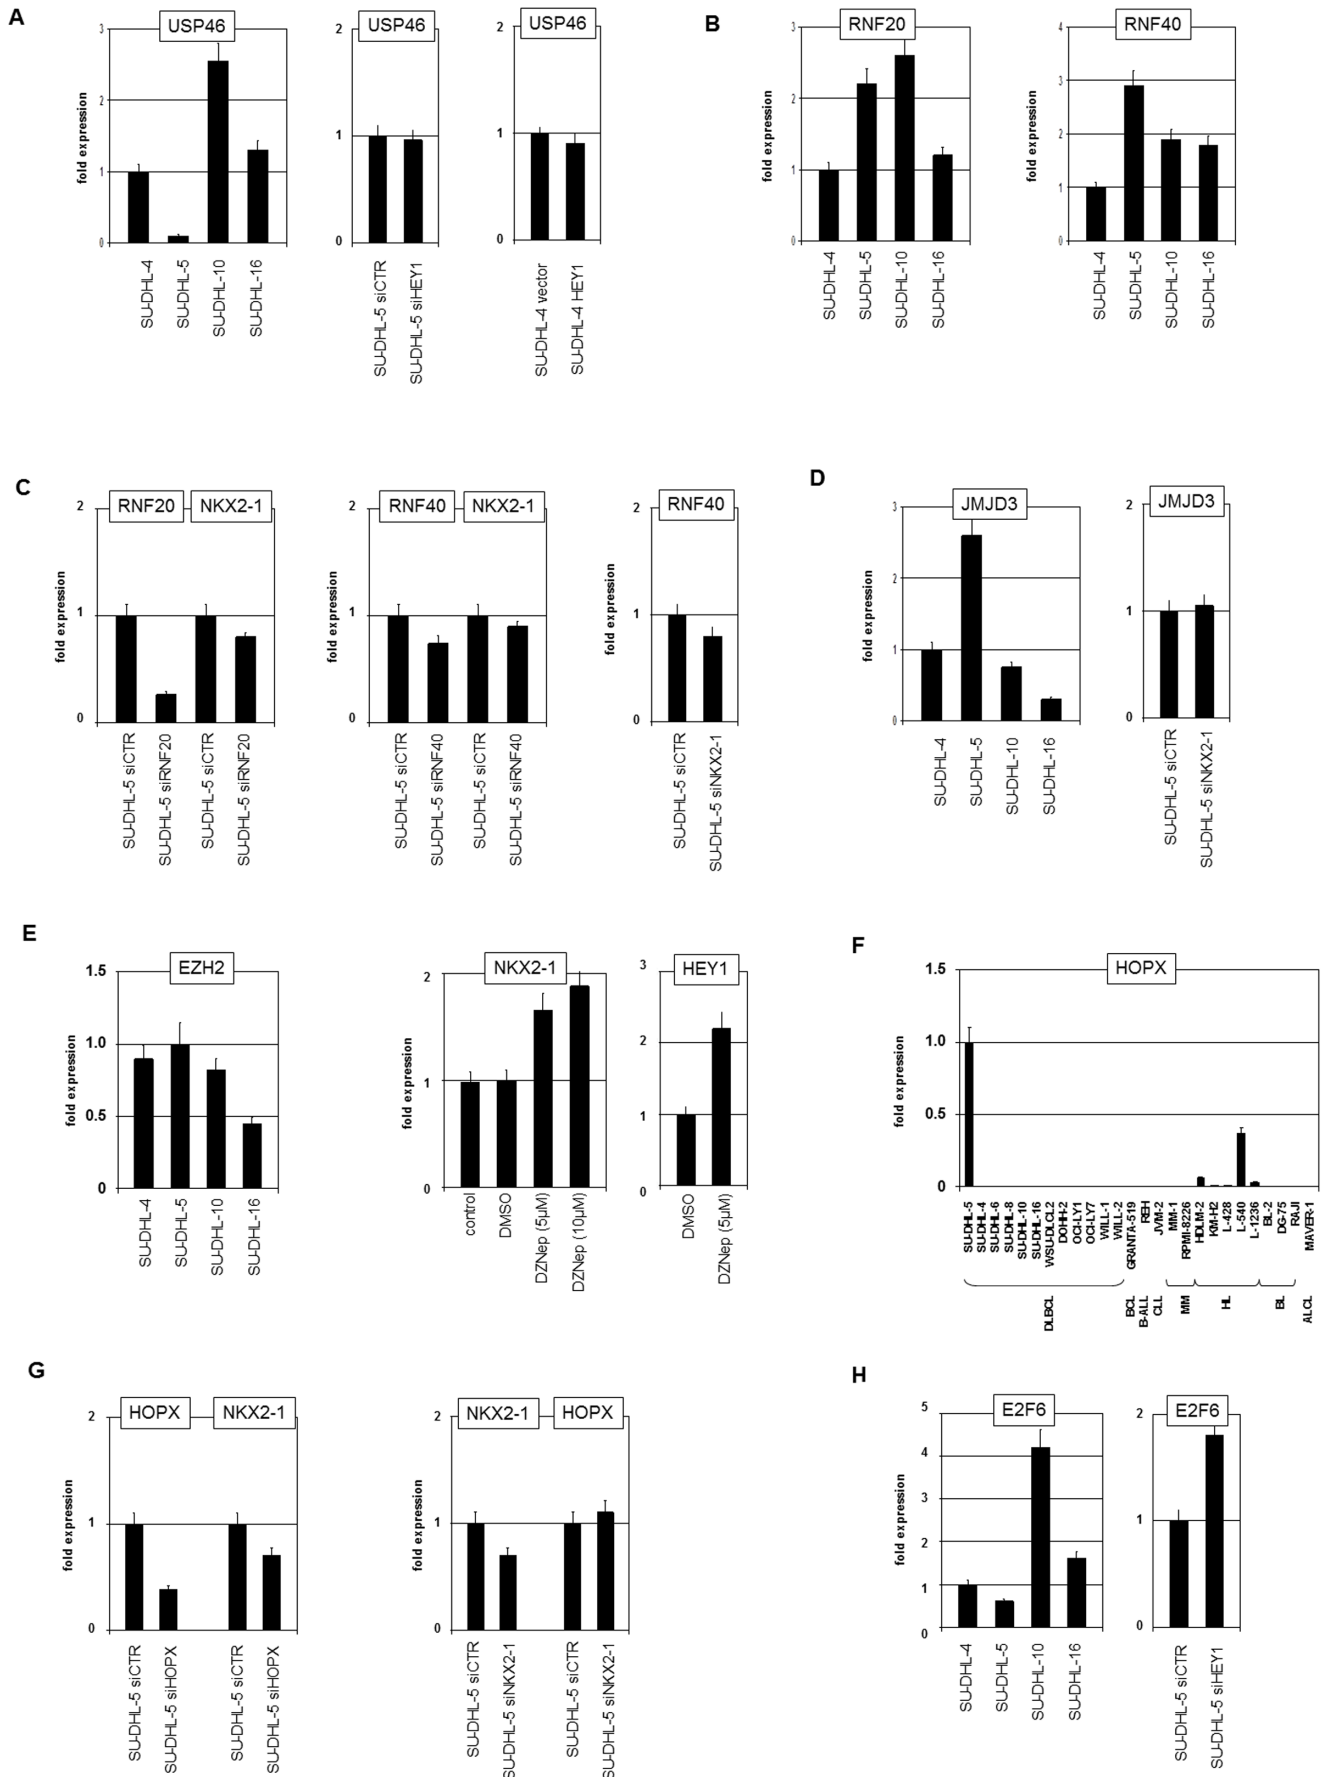 A
USP46
USP46
USP46
fold expression
3
2
1
0
2
1
0
2
1
0
SU-DHL-4
SU-DHL-5
SU-DHL-10
SU-DHL-16
SU-DHL-5 siCTR
SU-DHL-5 siHEY1
SU-DHL-4 vector
SU-DHL-4 HEY1
B
RNF20
RNF40
fold expression
3
2
1
0
fold expression
4
3
2
1
0
SU-DHL-4
SU-DHL-5
SU-DHL-10
SU-DHL-16
SU-DHL-4
SU-DHL-5
SU-DHL-10
SU-DHL-16
C
RNF20
NKX2-1
RNF40
NKX2-1
RNF40
fold expression
2
1
0
fold expression
2
1
0
fold expression
2
1
0
SU-DHL-5 siCTR
SU-DHL-5 siRNF20
SU-DHL-5 siCTR
SU-DHL-5 siRNF20
SU-DHL-5 siCTR
SU-DHL-5 siRNF40
SU-DHL-5 siCTR
SU-DHL-5 siRNF40
SU-DHL-5 siCTR
SU-DHL-5 siNKX2-1
D
JMJD3
JMJD3
fold expression
3
2
1
0
2
1
0
SU-DHL-4
SU-DHL-5
SU-DHL-10
SU-DHL-16
SU-DHL-5 siCTR
SU-DHL-5 siNKX2-1
E
EZH2
NKX2-1
HEY1
fold expression
1.5
1.0
0.5
0
fold expression
2
1
0
3
2
1
0
SU-DHL-4
SU-DHL-5
SU-DHL-10
SU-DHL-16
control
DMSO
DZNep (5µM)
DZNep (10µM)
DMSO
DZNep (5µM)
F
HOPX
fold expression
1.5
1.0
0.5
0
SU-DHL-5
SU-DHL-4
SU-DHL-6
SU-DHL-8
SU-DHL-10
SU-DHL-16
WSU-DLCL2
DOHH-2
OCI-LY1
OCI-LY7
WILL-1
WILL-2
GRANTA-519
REH
JVM-2
MM-1
RPMI-8226
HDLM-2
KM-H2
L-428
L-540
L-1236
BL-2
DG-75
RAJI
MAVER-1
DLBCL
BCL
B-ALL
CLL
MM
HL
BL
ALCL
G
HOPX
NKX2-1
NKX2-1
HOPX
fold expression
2
1
0
fold expression
2
1
0
SU-DHL-5 siCTR
SU-DHL-5 siHOPX
SU-DHL-5 siCTR
SU-DHL-5 siHOPX
SU-DHL-5 siCTR
SU-DHL-5 siNKX2-1
SU-DHL-5 siCTR
SU-DHL-5 siNKX2-1
H
E2F6
E2F6
fold expression
5
4
3
2
1
0
2
1
0
SU-DHL-4
SU-DHL-5
SU-DHL-10
SU-DHL-16
SU-DHL-5 siCTR
SU-DHL-5 siHEY1